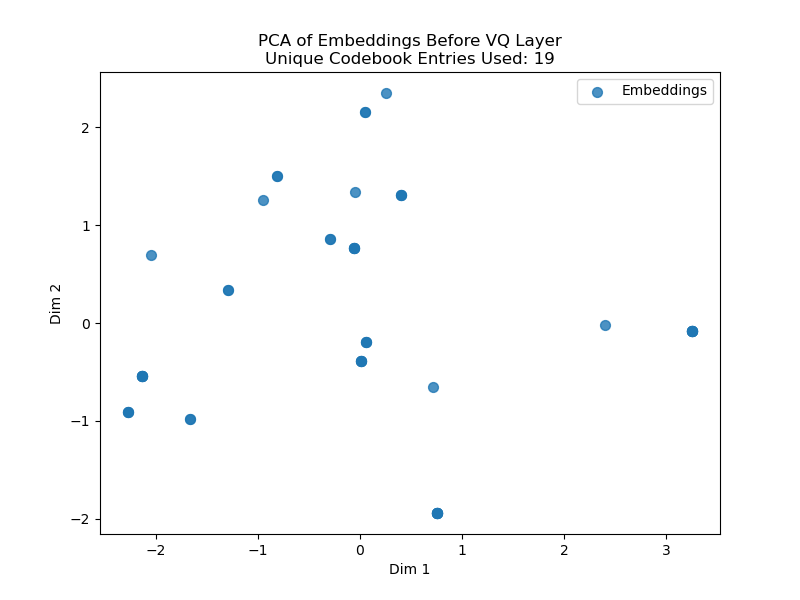 PCA of Embeddings Before VQ Layer
Unique Codebook Entries Used: 19
Embeddings
2
1
0
−1
−2
Dim 2
−2
−1
0
1
2
3
Dim 1